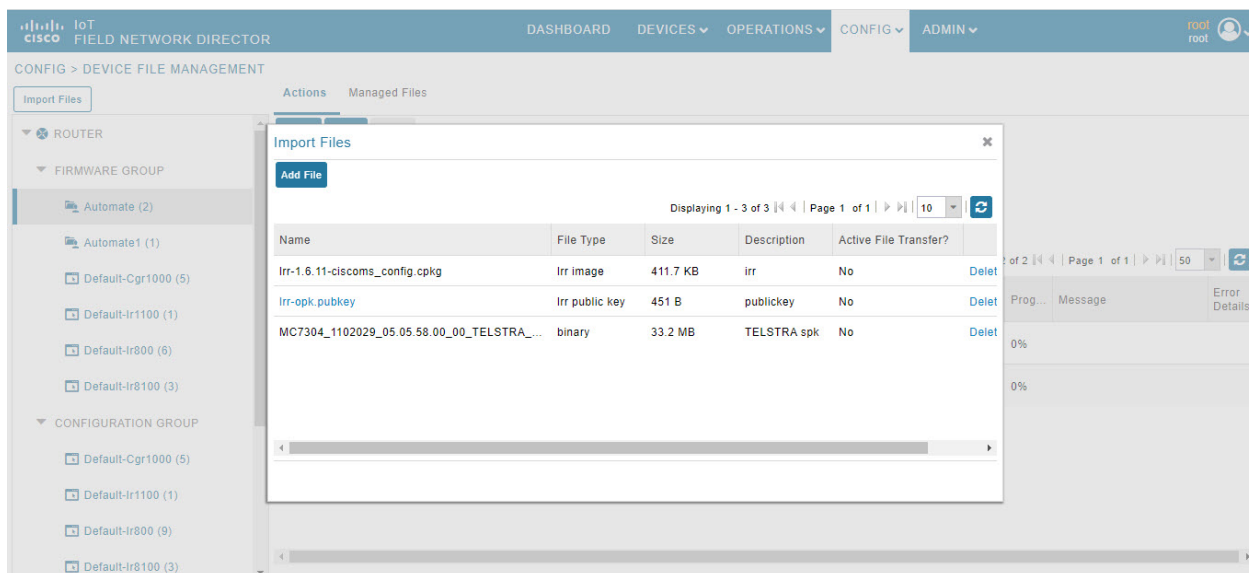 IoT
CISCO FIELD NETWORK DIRECTOR
DASHBOARD DEVICES OPERATIONS CONFIG ADMIN
root
root
CONFIG > DEVICE FILE MANAGEMENT
Import Files
Actions Managed Files
ROUTER
FIRMWARE GROUP
Automate (2)
Automate1 (1)
Default-Cgr1000 (5)
Default-Ir1100 (1)
Default-Ir800 (6)
Default-Ir8100 (3)
CONFIGURATION GROUP
Default-Cgr1000 (5)
Default-Ir1100 (1)
Default-Ir800 (9)
Default-Ir8100 (3)
Import Files
Add File
Displaying 1 - 3 of 3 Page 1 of 1 10
Name File Type Size Description Active File Transfer?
lrr-1.6.11-ciscoms_config.cpkg lrr image 411.7 KB irr No Delet
lrr-opk.pubkey lrr public key 451 B publickey No Delet
MC7304_1102029_05.05.58.00_00_TELSTRA_... binary 33.2 MB TELSTRA spk No Delet
of 2 Page 1 of 1 50
Prog... Message Error Details
0%
0%